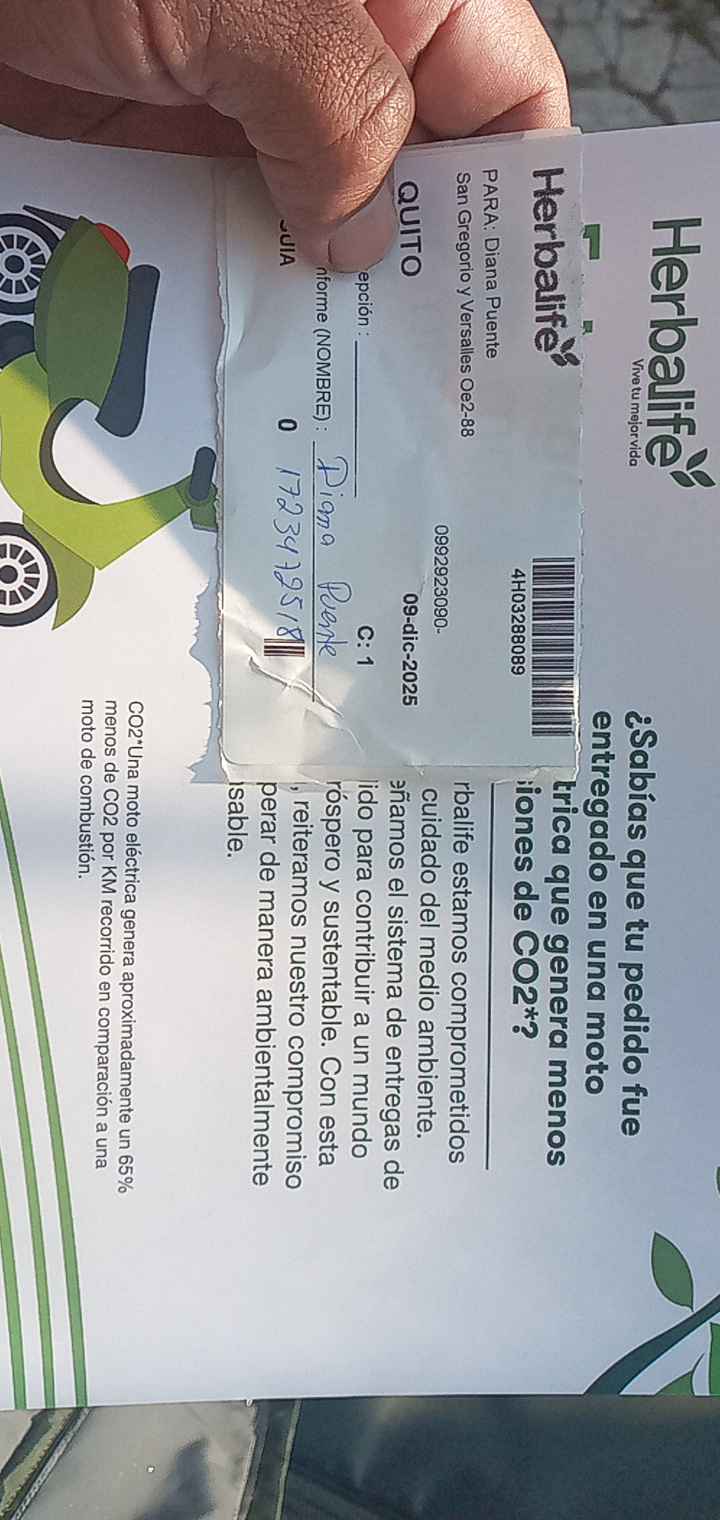 Herbalife
Vive tu mejor vida
¿Sabías que tu pedido fue
entregado en una moto
trica que genera menos
siones de CO2*?
rbalife estamos comprometidos
cuidado del medio ambiente.
eñamos el sistema de entregas de
ido para contribuir a un mundo
róspero y sustentable. Con esta
, reiteramos nuestro compromiso
perar de manera ambientalmente
sable.
CO2*Una moto eléctrica genera aproximadamente un 65%
menos de CO2 por KM recorrido en comparación a una
moto de combustión.
Herbalife
4H03288089
PARA: Diana Puente
San Gregorio y Versalles Oe2-88
0992923090-
QUITO 09-dic-2025
epción : C: 1
nforme (NOMBRE) : Diana Puente
UIA 0 1723472518